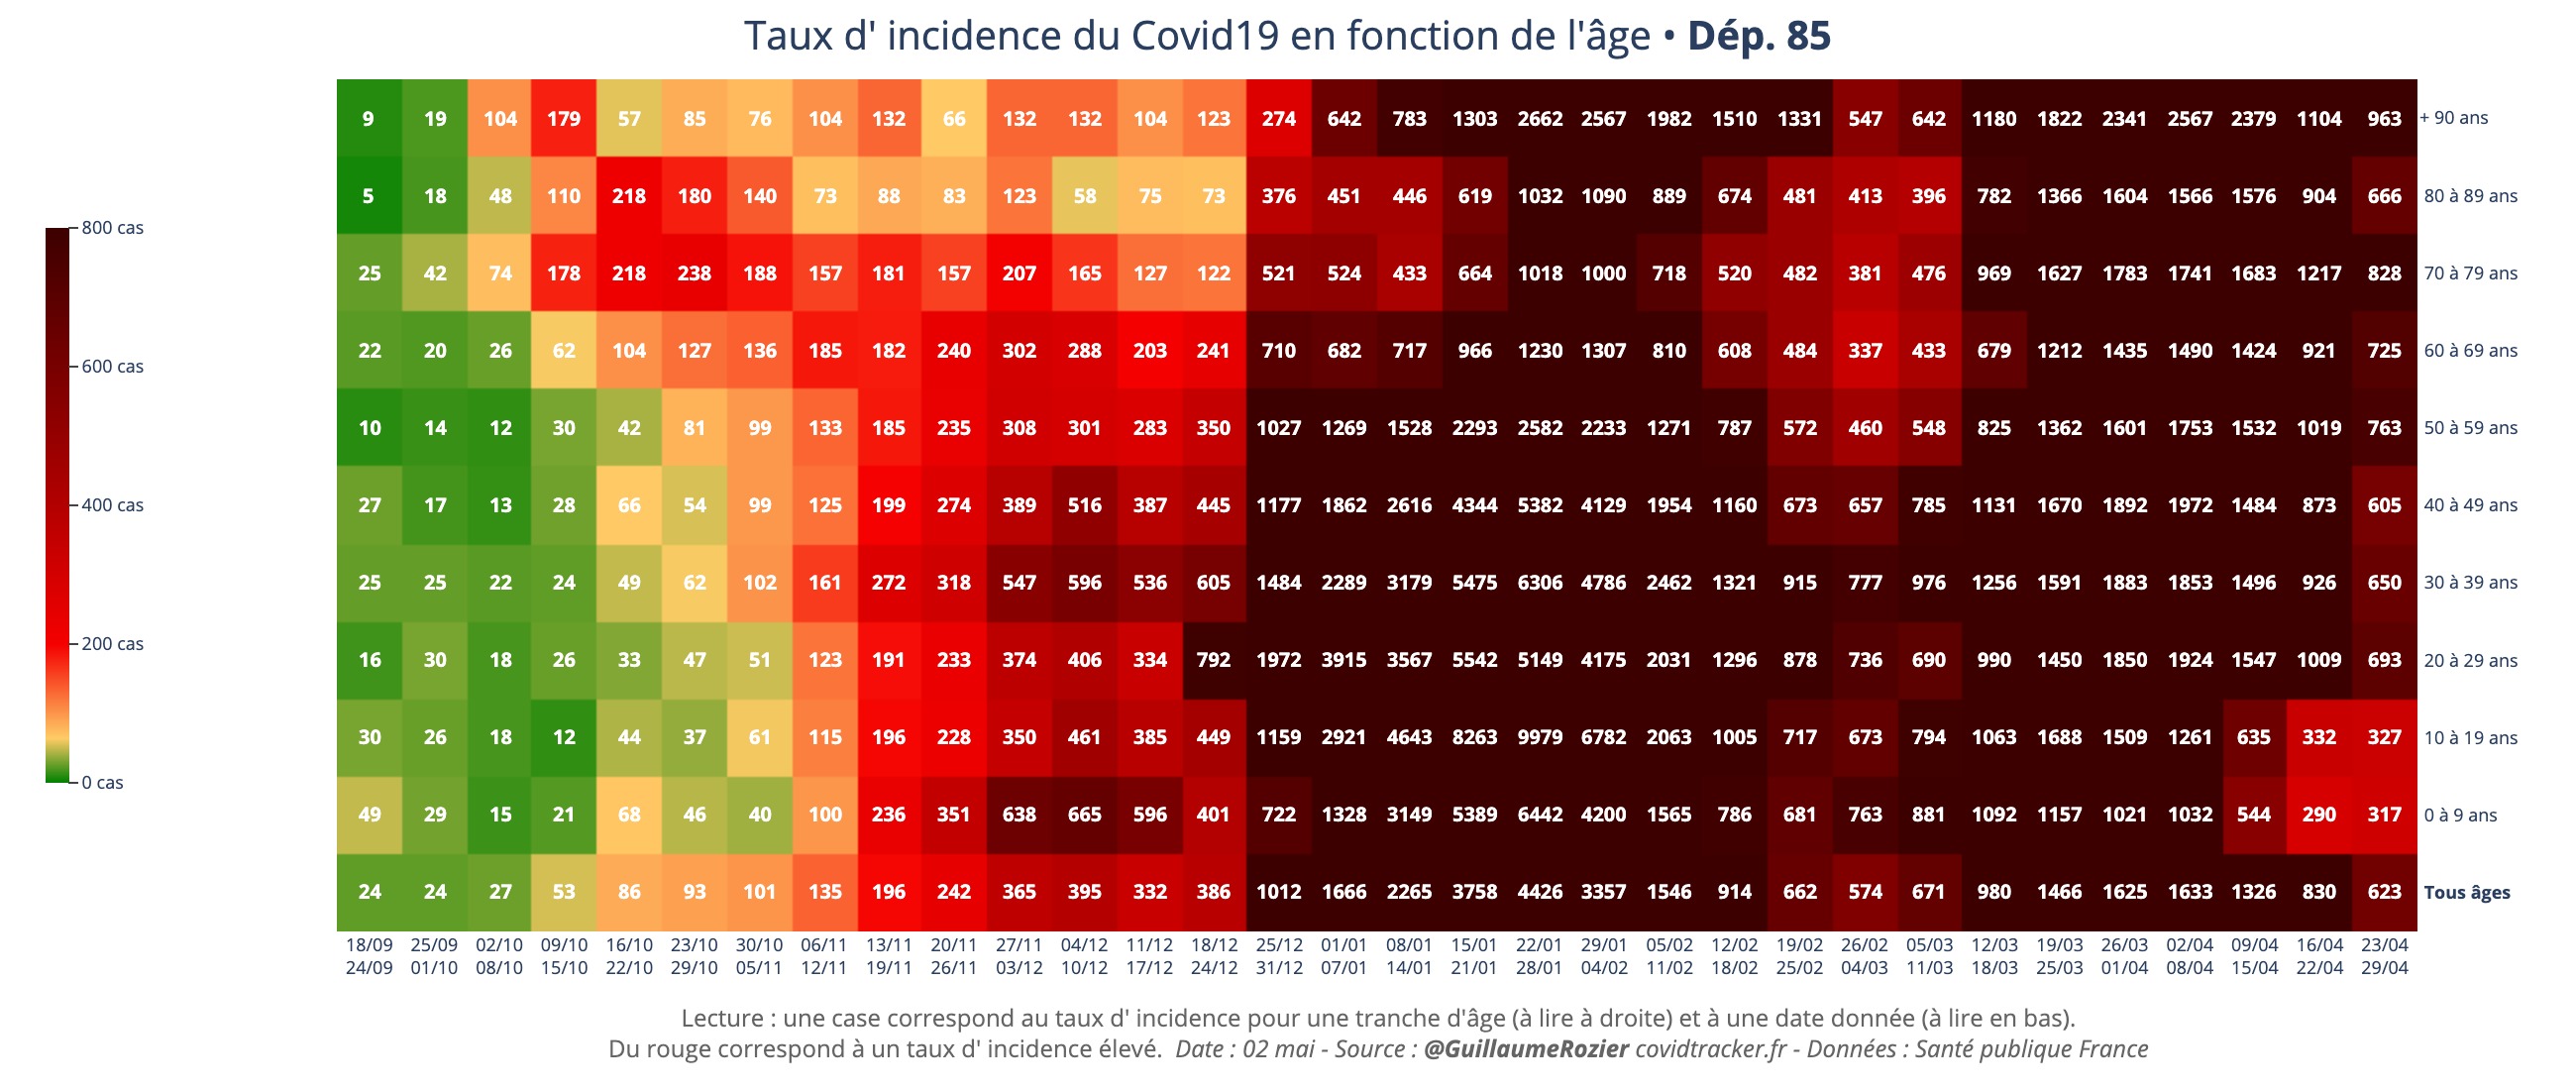 Taux d' incidence du Covid19 en fonction de l'âge • Dép. 85
9 19 104 179 57 85 76 104 132 66 132 132 104 123 274 642 783 1303 2662 2567 1982 1510 1331 547 642 1180 1822 2341 2567 2379 1104 963 + 90 ans
5 18 48 110 218 180 140 73 88 83 123 58 75 73 376 451 446 619 1032 1090 889 674 481 413 396 782 1366 1604 1566 1576 904 666 80 à 89 ans
800 cas
25 42 74 178 218 238 188 157 181 157 207 165 127 122 521 524 433 664 1018 1000 718 520 482 381 476 969 1627 1783 1741 1683 1217 828 70 à 79 ans
22 20 26 62 104 127 136 185 182 240 302 288 203 241 710 682 717 966 1230 1307 810 608 484 337 433 679 1212 1435 1490 1424 921 725 60 à 69 ans
600 cas
10 14 12 30 42 81 99 133 185 235 308 301 283 350 1027 1269 1528 2293 2582 2233 1271 787 572 460 548 825 1362 1601 1753 1532 1019 763 50 à 59 ans
400 cas
27 17 13 28 66 54 99 125 199 274 389 516 387 445 1177 1862 2616 4344 5382 4129 1954 1160 673 657 785 1131 1670 1892 1972 1484 873 605 40 à 49 ans
25 25 22 24 49 62 102 161 272 318 547 596 536 605 1484 2289 3179 5475 6306 4786 2462 1321 915 777 976 1256 1591 1883 1853 1496 926 650 30 à 39 ans
200 cas
16 30 18 26 33 47 51 123 191 233 374 406 334 792 1972 3915 3567 5542 5149 4175 2031 1296 878 736 690 990 1450 1850 1924 1547 1009 693 20 à 29 ans
30 26 18 12 44 37 61 115 196 228 350 461 385 449 1159 2921 4643 8263 9979 6782 2063 1005 717 673 794 1063 1688 1509 1261 635 332 327 10 à 19 ans
0 cas
49 29 15 21 68 46 40 100 236 351 638 665 596 401 722 1328 3149 5389 6442 4200 1565 786 681 763 881 1092 1157 1021 1032 544 290 317 0 à 9 ans
24 24 27 53 86 93 101 135 196 242 365 395 332 386 1012 1666 2265 3758 4426 3357 1546 914 662 574 671 980 1466 1625 1633 1326 830 623 Tous âges
18/09 25/09 02/10 09/10 16/10 23/10 30/10 06/11 13/11 20/11 27/11 04/12 11/12 18/12 25/12 01/01 08/01 15/01 22/01 29/01 05/02 12/02 19/02 26/02 05/03 12/03 19/03 26/03 02/04 09/04 16/04 23/04
24/09 01/10 08/10 15/10 22/10 29/10 05/11 12/11 19/11 26/11 03/12 10/12 17/12 24/12 31/12 07/01 14/01 21/01 28/01 04/02 11/02 18/02 25/02 04/03 11/03 18/03 25/03 01/04 08/04 15/04 22/04 29/04
Lecture : une case correspond au taux d' incidence pour une tranche d'âge (à lire à droite) et à une date donnée (à lire en bas).
Du rouge correspond à un taux d' incidence élevé. Date : 02 mai - Source : @GuillaumeRozier covidtracker.fr - Données : Santé publique France